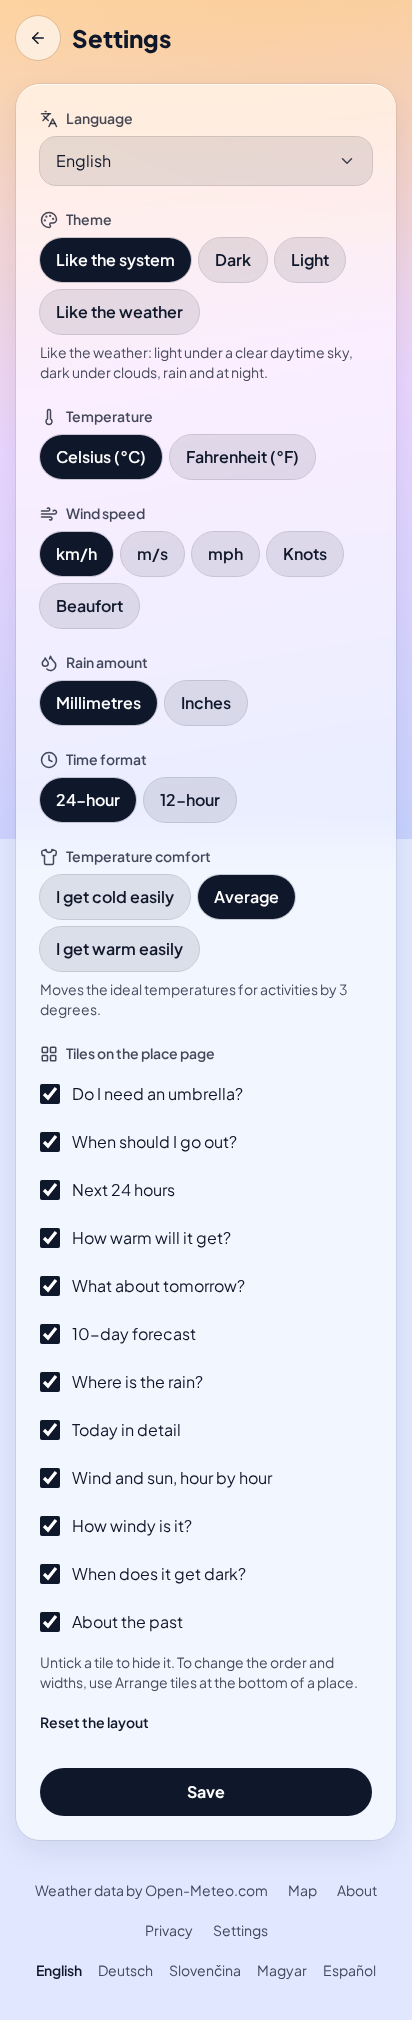 Settings
Language
English
Theme
Like the system
Dark
Light
Like the weather
Like the weather: light under a clear daytime sky,
dark under clouds, rain and at night.
Temperature
Celsius (°C)
Fahrenheit (°F)
Wind speed
km/h
m/s
mph
Knots
Beaufort
Rain amount
Millimetres
Inches
Time format
24-hour
12-hour
Temperature comfort
I get cold easily
Average
I get warm easily
Moves the ideal temperatures for activities by 3
degrees.
Tiles on the place page
Do I need an umbrella?
When should I go out?
Next 24 hours
How warm will it get?
What about tomorrow?
10-day forecast
Where is the rain?
Today in detail
Wind and sun, hour by hour
How windy is it?
When does it get dark?
About the past
Untick a tile to hide it. To change the order and
widths, use Arrange tiles at the bottom of a place.
Reset the layout
Save
Weather data by Open-Meteo.com Map About
Privacy Settings
English Deutsch Slovenčina Magyar Español